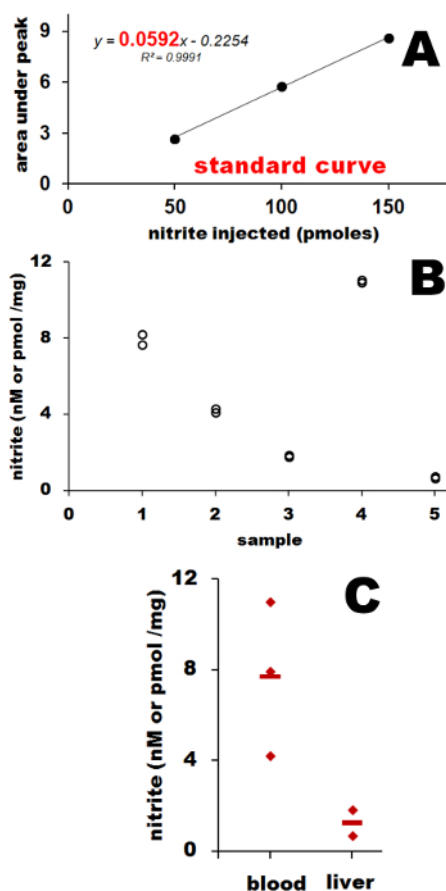 A
y = 0.0592x - 0.2254
R² = 0.9991
9
6
3
0
area under peak
standard curve
0 50 100 150
nitrite injected (pmoles)
B
12
8
4
0
nitrite (nM or pmol /mg)
0 1 2 3 4 5
sample
C
12
8
4
0
nitrite (nM or pmol /mg)
blood liver